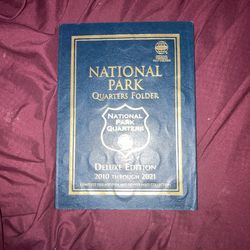 NATIONAL
PARK
QUARTERS FOLDER
NATIONAL
PARK
QUARTERS
DELUXE EDITION
2010 THROUGH 2021